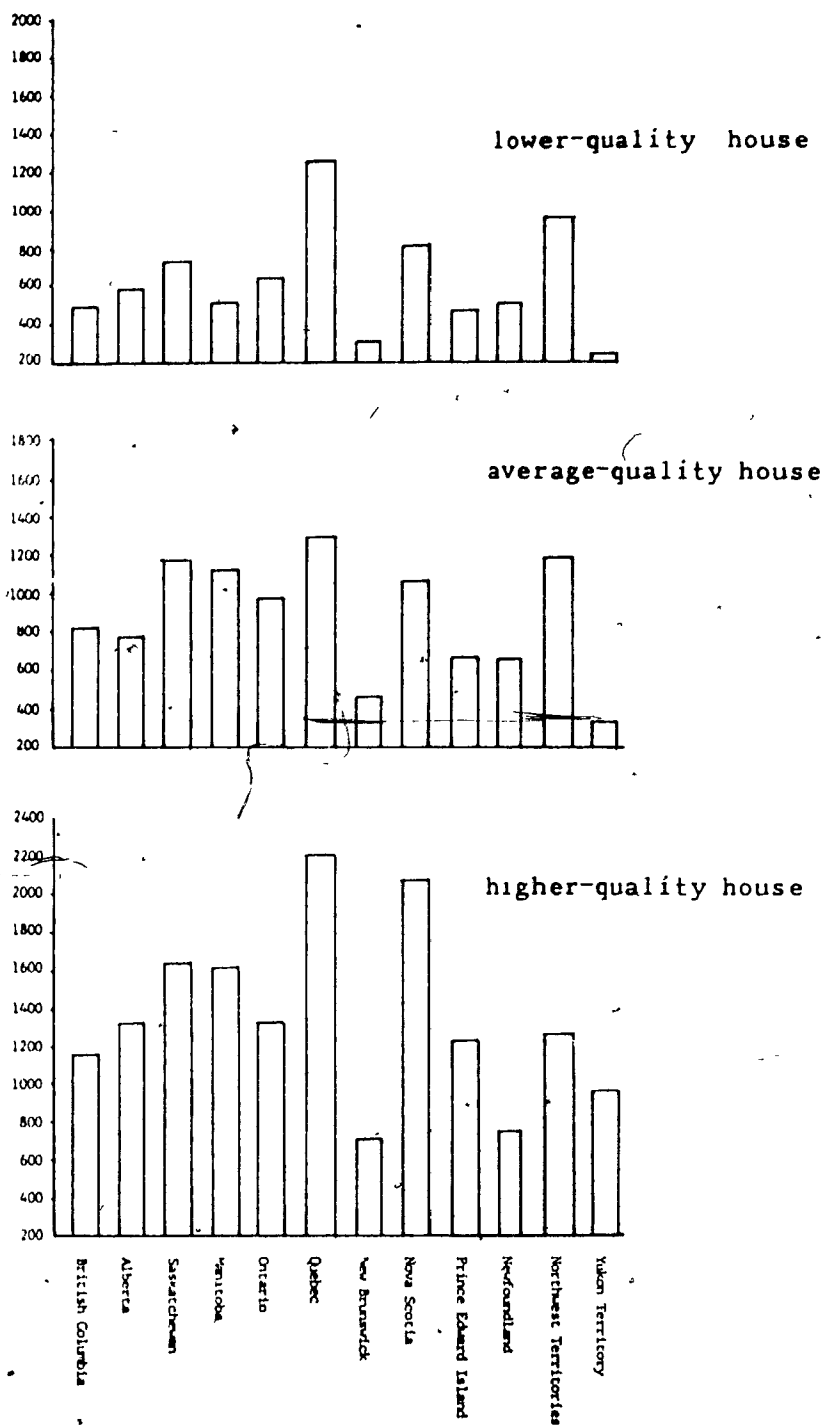 2000
1800
1600
1400
1200
1000
800
600
400
200
lower-quality house
1800
1600
1400
1200
1000
800
600
400
200
average-quality house
2400
2200
2000
1800
1600
1400
1200
1000
800
600
400
200
higher-quality house
British Columbia
Alberta
Saskatchewan
Manitoba
Ontario
Quebec
New Brunswick
Nova Scotia
Prince Edward Island
Newfoundland
Northwest Territories
Yukon Territory